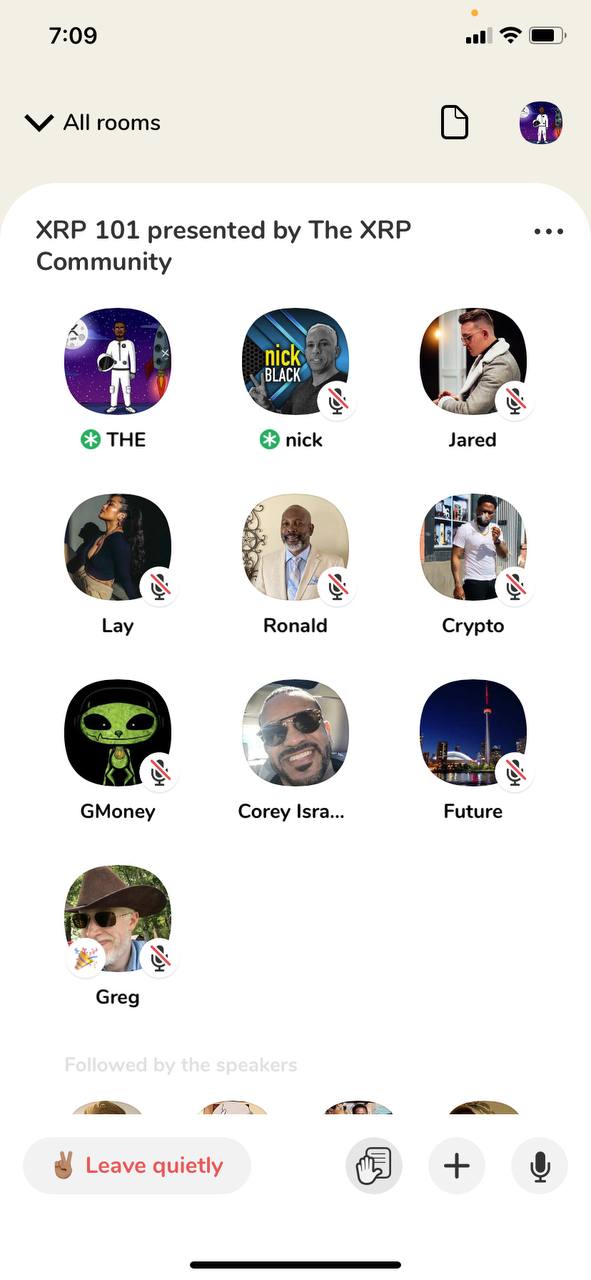 7:09
All rooms
XRP 101 presented by The XRP
Community
nick
BLACK
THE
nick
Jared
Lay
Ronald
Crypto
GMoney
Corey Isra...
Future
Greg
Followed by the speakers
Leave quietly